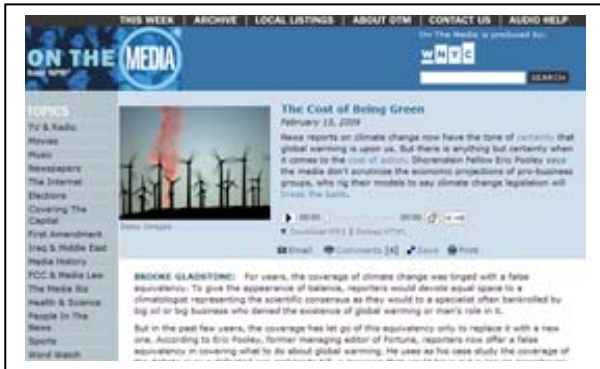 THIS WEEK | ARCHIVE | LOCAL LISTINGS | ABOUT OTM | CONTACT US | AUDIO HELP
ON THE MEDIA
from NPR
On The Media is produced by:
WNYC
SEARCH
TOPICS
TV & Radio
Movies
Music
Newspapers
The Internet
Elections
Covering The
Capital
First Amendment
Iraq & Middle East
Media History
FCC & Media Law
The Media Biz
Health & Science
People In The
News
Sports
Word Watch
Getty Images
The Cost of Being Green
February 13, 2009
News reports on climate change now have the tone of certainty that
global warming is upon us. But there is anything but certainty when
it comes to the cost of action. Shorenstein Fellow Eric Pooley says
the media don't scrutinize the economic projections of pro-business
groups, who rig their models to say climate change legislation will
break the bank.
00:00 00:00
Download MP3 | Embed HTML
Email Comments [4] Save Print
BROOKE GLADSTONE: For years, the coverage of climate change was tinged with a false
equivalency. To give the appearance of balance, reporters would devote equal space to a
climatologist representing the scientific consensus as they would to a specialist often bankrolled by
big oil or big business who denied the existence of global warming or man's role in it.
But in the past few years, the coverage has let go of this equivalency only to replace it with a new
one. According to Eric Pooley, former managing editor of Fortune, reporters now offer a false
equivalency in covering what to do about global warming. He uses as his case study the coverage of